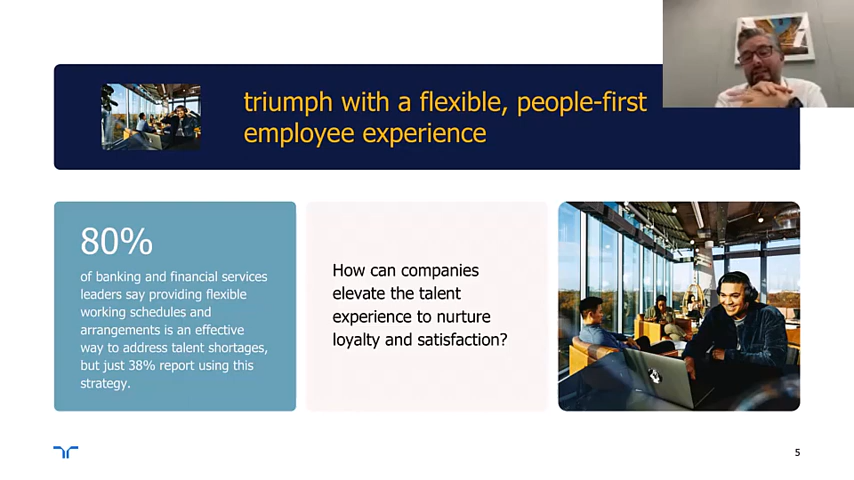 triumph with a flexible, people-first
employee experience
80%
of banking and financial services
leaders say providing flexible
working schedules and
arrangements is an effective
way to address talent shortages,
but just 38% report using this
strategy.
How can companies
elevate the talent
experience to nurture
loyalty and satisfaction?
5